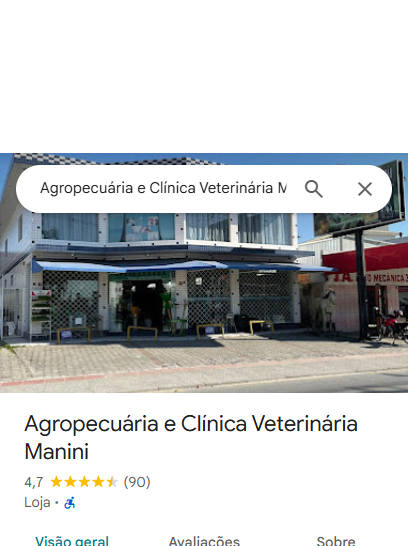 Agropecuária e Clínica Veterinária M
MECANICA
Agropecuária e Clínica Veterinária
Manini
4,7 (90)
Loja ·
Visão geral Avaliações Sobre